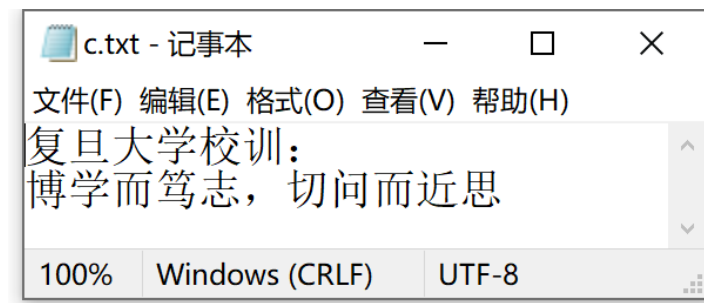 c.txt - 记事本
文件(F) 编辑(E) 格式(O) 查看(V) 帮助(H)
复旦大学校训：
博学而笃志，切问而近思
100% Windows (CRLF) UTF-8